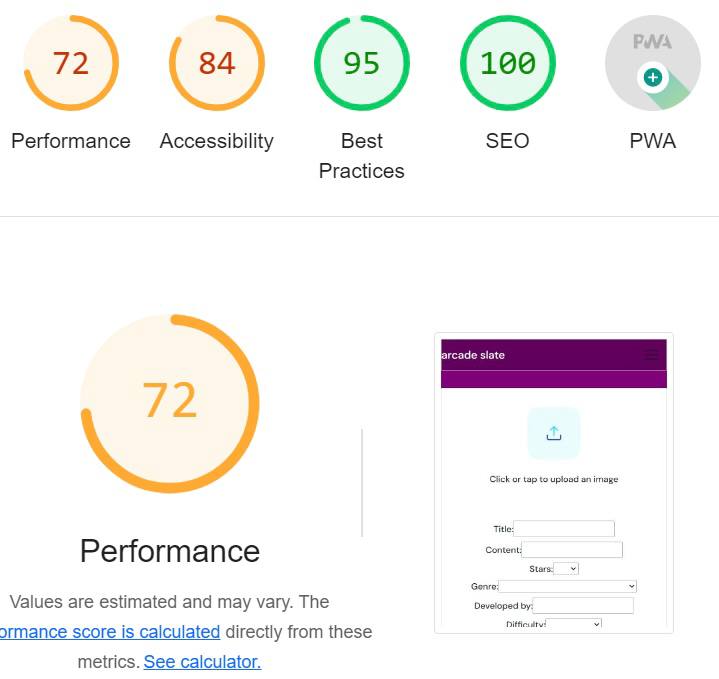 72 84 95 100 PWA
Performance Accessibility Best Practices SEO PWA
72
Performance
Values are estimated and may vary. The
ormance score is calculated directly from these
metrics. See calculator.
arcade slate
Click or tap to upload an image
Title:
Content:
Stars:
Genre:
Developed by:
Difficulty: